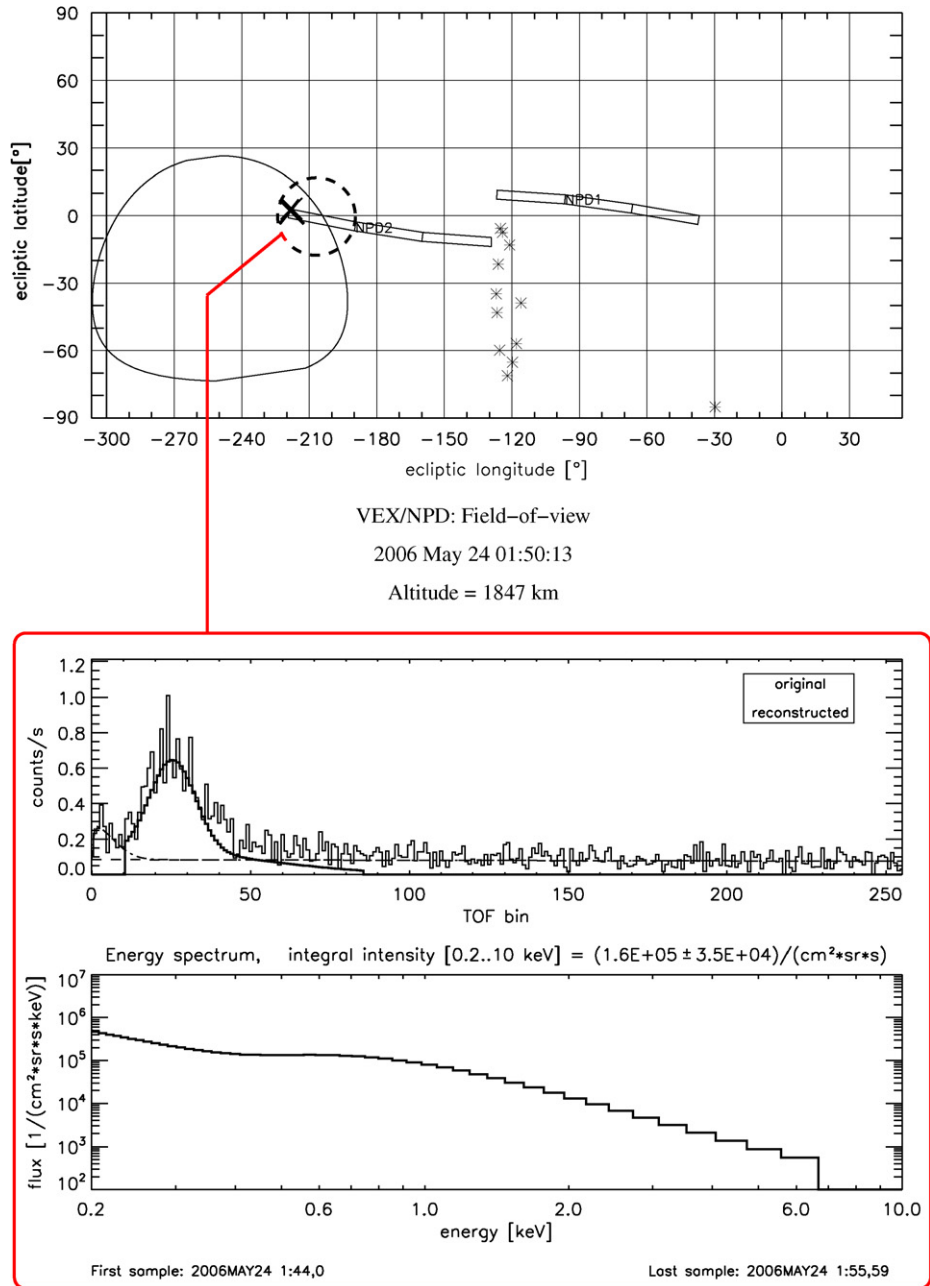 90
60
30
0
−30
−60
−90
ecliptic latitude[°]
NPD1
NPD2
−300 −270 −240 −210 −180 −150 −120 −90 −60 −30 0 30
ecliptic longitude [°]
VEX/NPD: Field−of−view
2006 May 24 01:50:13
Altitude = 1847 km
1.2
1.0
0.8
0.6
0.4
0.2
0.0
counts/s
original
reconstructed
0 50 100 150 200 250
TOF bin
Energy spectrum, integral intensity [0.2..10 keV] = (1.6E+05 ± 3.5E+04)/(cm²*sr*s)
10⁷
10⁶
10⁵
10⁴
10³
10²
flux [1/(cm²*sr*s*keV)]
0.2 0.6 1.0 2.0 6.0 10.0
energy [keV]
First sample: 2006MAY24 1:44,0 Last sample: 2006MAY24 1:55,59